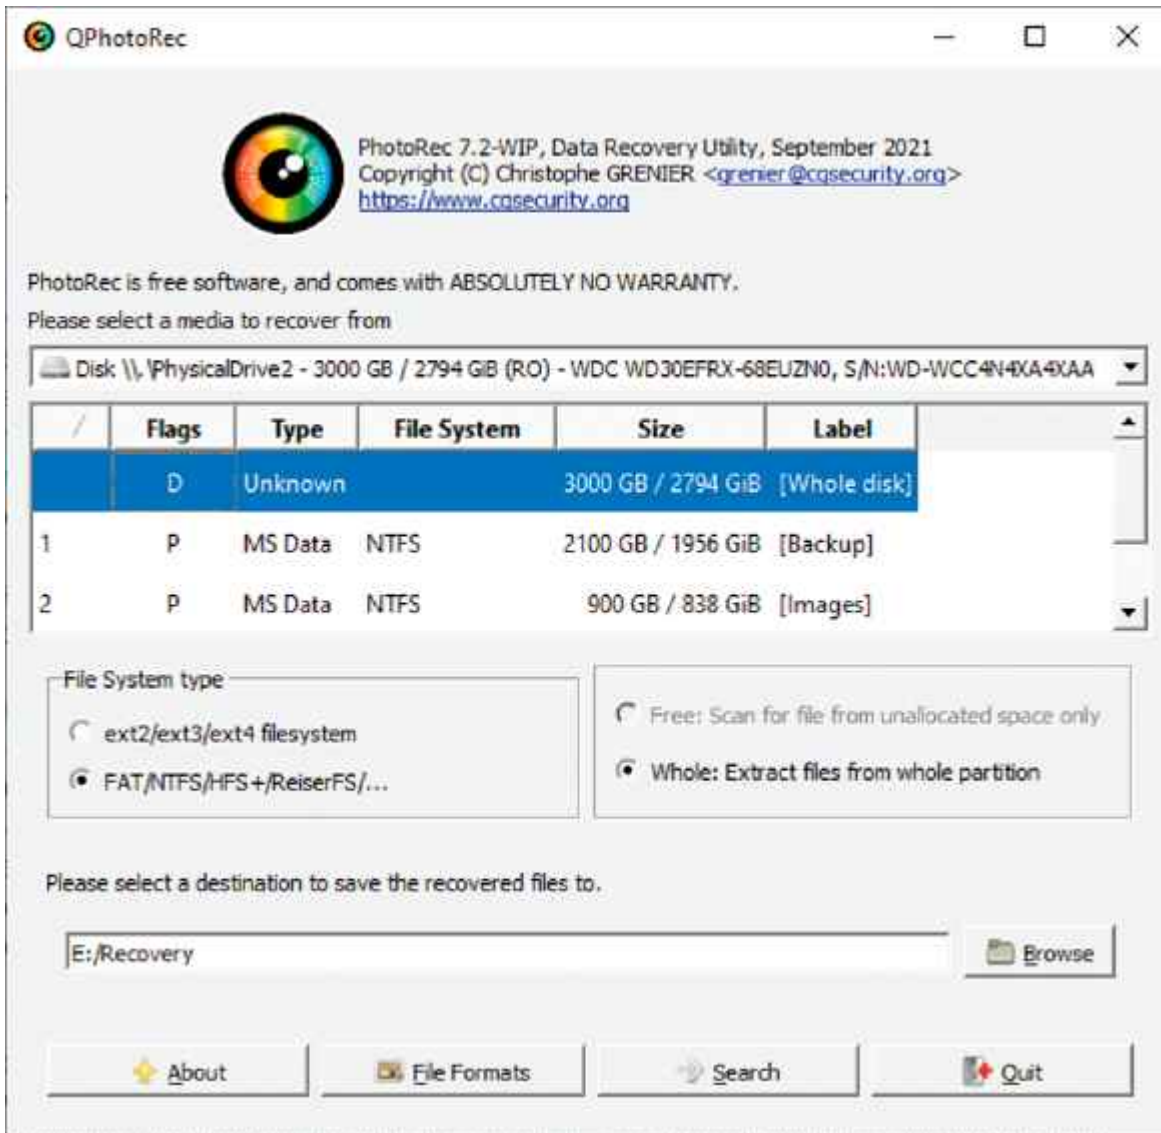 QPhotoRec
PhotoRec 7.2-WIP, Data Recovery Utility, September 2021
Copyright (C) Christophe GRENIER <grenier@cgsecurity.org>
https://www.cgsecurity.org
PhotoRec is free software, and comes with ABSOLUTELY NO WARRANTY.
Please select a media to recover from
Disk \\.\PhysicalDrive2 - 3000 GB / 2794 GiB (RO) - WDC WD30EFRX-68EUZN0, S/N:WD-WCC4N4XA4XAA
Flags Type File System Size Label
D Unknown 3000 GB / 2794 GiB [Whole disk]
1 P MS Data NTFS 2100 GB / 1956 GiB [Backup]
2 P MS Data NTFS 900 GB / 838 GiB [Images]
File System type
ext2/ext3/ext4 filesystem
FAT/NTFS/HFS+/ReiserFS/...
Free: Scan for file from unallocated space only
Whole: Extract files from whole partition
Please select a destination to save the recovered files to.
E:/Recovery
Browse
About File Formats Search Quit